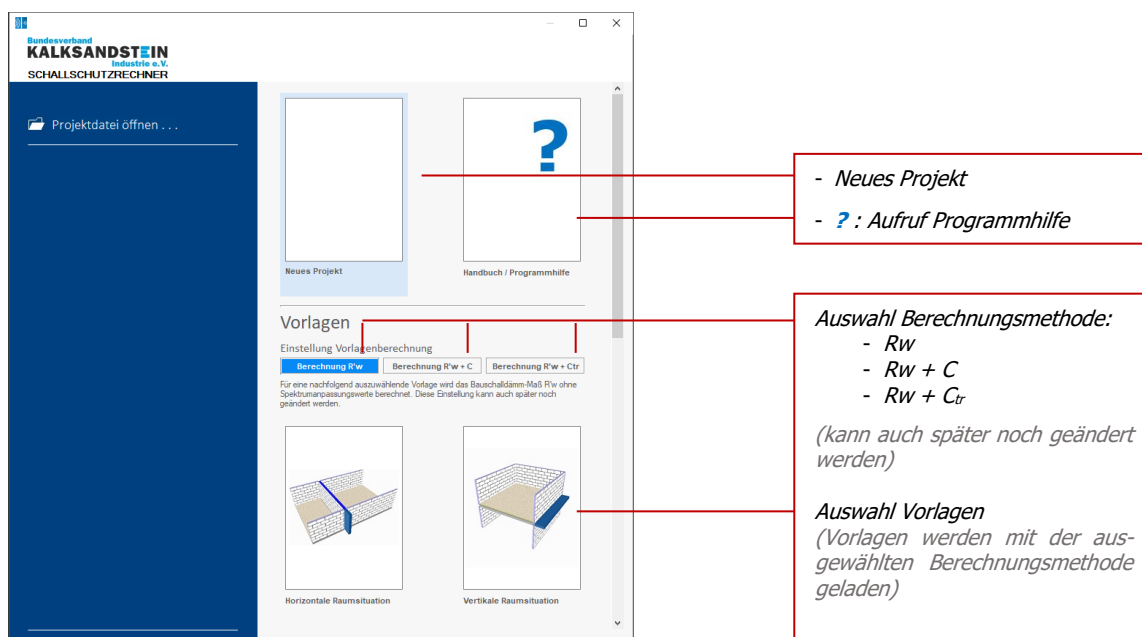 Bundesverband
KALKSANDSTEIN
Industrie e.V.
SCHALLSCHUTZRECHNER
Projektdatei öffnen . . .
?
Neues Projekt
Handbuch / Programmhilfe
Vorlagen
Einstellung Vorlagenberechnung
Berechnung R'w
Berechnung R'w + C
Berechnung R'w + Ctr
Für eine nachfolgend auszuwählende Vorlage wird das Bauschalldämm-Maß R'w ohne
Spektrumanpassungswerte berechnet. Diese Einstellung kann auch später noch
geändert werden.
Horizontale Raumsituation
Vertikale Raumsituation
- Neues Projekt
- ? : Aufruf Programmhilfe
Auswahl Berechnungsmethode:
- Rw
- Rw + C
- Rw + Ctr
(kann auch später noch geändert
werden)
Auswahl Vorlagen
(Vorlagen werden mit der aus-
gewählten Berechnungsmethode
geladen)